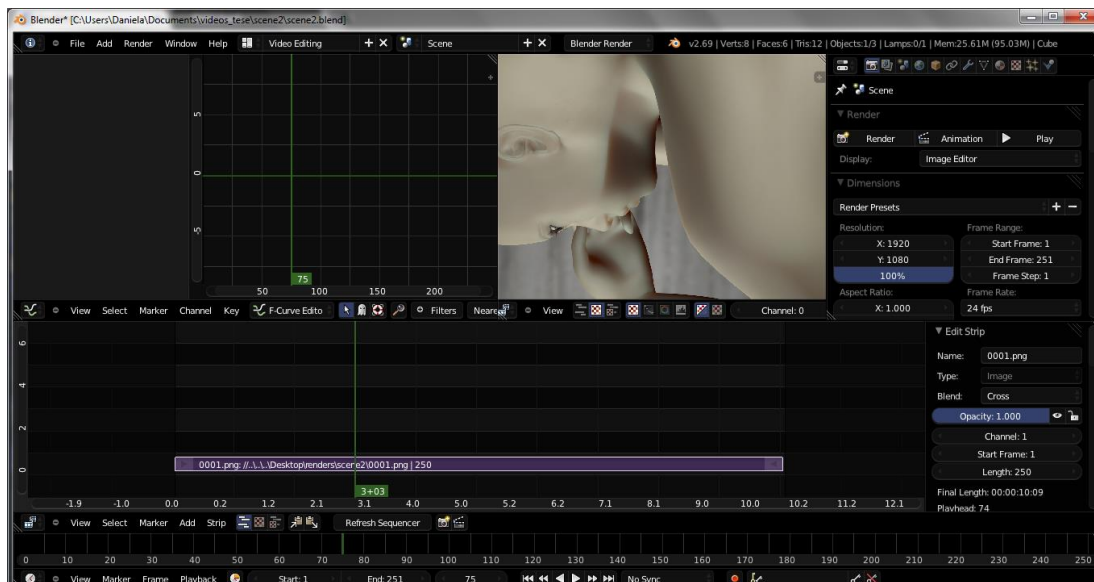 Blender* [C:\Users\Daniela\Documents\videos_tese\scene2\scene2.blend]
File Add Render Window Help Video Editing Scene Blender Render v2.69 | Verts:8 | Faces:6 | Tris:12 | Objects:1/3 | Lamps:0/1 | Mem:25.61M (95.03M) | Cube
Scene
Render
Render Animation Play
Display: Image Editor
Dimensions
Render Presets
Resolution: Frame Range:
X: 1920 Start Frame: 1
Y: 1080 End Frame: 251
100% Frame Step: 1
Aspect Ratio: Frame Rate:
X: 1.000 24 fps
5
0
-5
75
50 100 150 200
View Select Marker Channel Key F-Curve Edito Filters Neare
View Channel: 0
6
4
2
0
0001.png: //..\..\..\Desktop\renders\scene2\0001.png | 250
3+03
-1.9 -1.0 0.0 0.2 1.2 2.1 3.1 4.0 5.0 5.2 6.2 7.1 8.1 9.0 10.0 10.2 11.2 12.1
Edit Strip
Name: 0001.png
Type: Image
Blend: Cross
Opacity: 1.000
Channel: 1
Start Frame: 1
Length: 250
Final Length: 00:00:10:09
Playhead: 74
View Select Marker Add Strip Refresh Sequencer
0 10 20 30 40 50 60 70 80 90 100 110 120 130 140 150 160 170 180 190 200 210 220 230 240 250
View Marker Frame Playback Start: 1 End: 251 75 No Sync